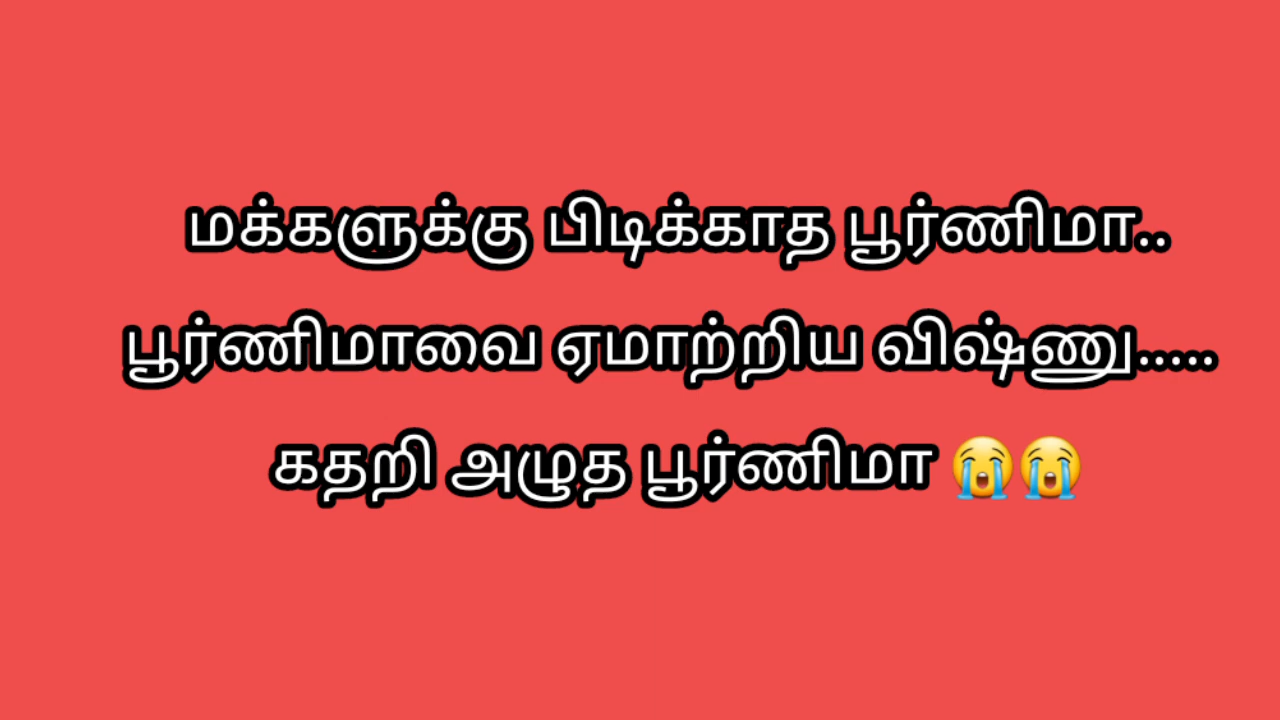 மக்களுக்கு பிடிக்காத பூர்ணிமா..
பூர்ணிமாவை ஏமாற்றிய விஷ்ணு.....
கதறி அழுத பூர்ணிமா 😭😭